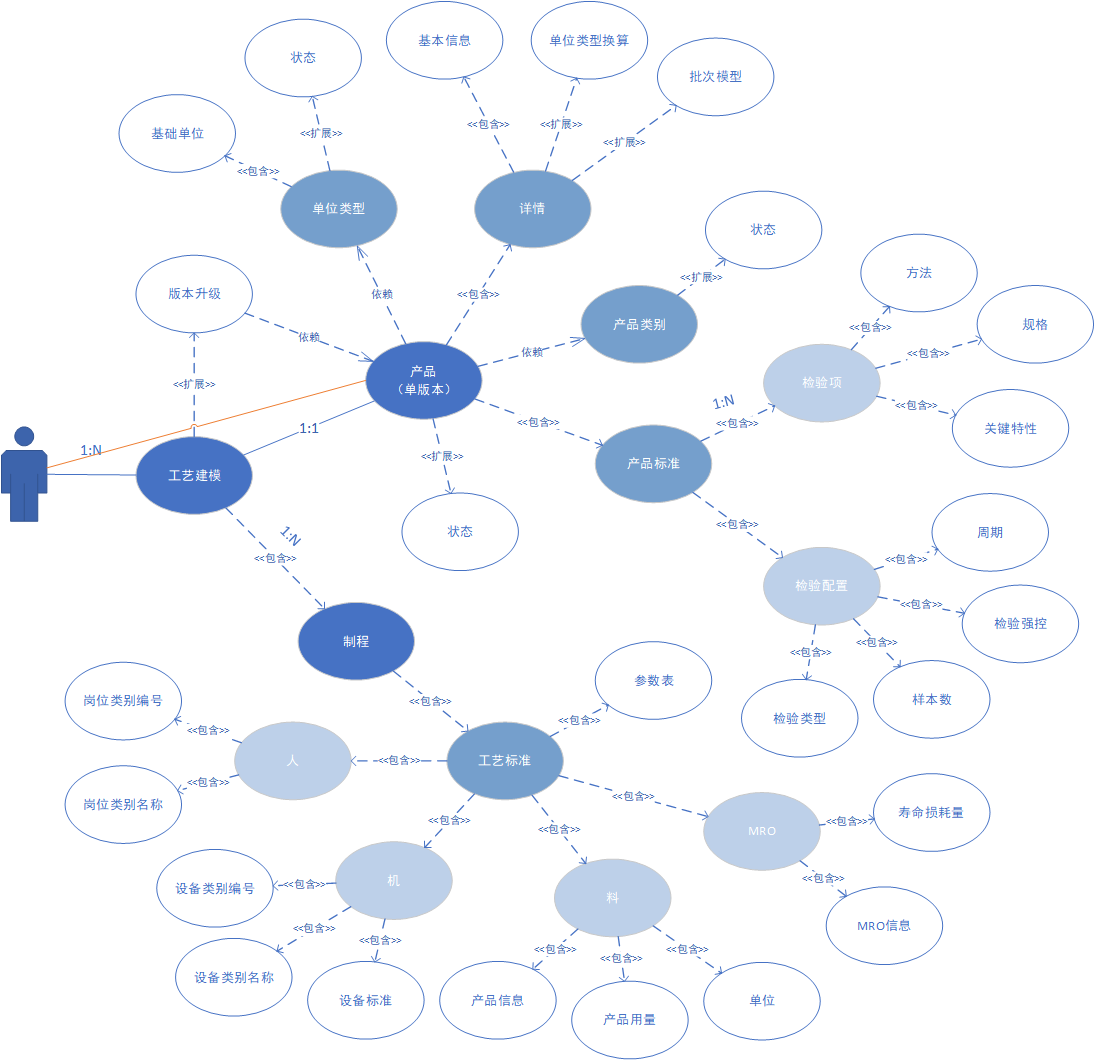 基本信息
单位类型换算
状态
批次模型
基础单位
<<包含>>
<<扩展>>
<<扩展>>
<<扩展>>
<<包含>>
单位类型
详情
状态
方法
<<扩展>>
版本升级
依赖
<<包含>>
产品类别
规格
<<包含>>
依赖
依赖
<<包含>>
产品
（单版本）
检验项
<<扩展>>
1:N
<<包含>>
<<包含>>
<<包含>>
关键特性
1:1
1:N
<<扩展>>
产品标准
工艺建模
状态
<<包含>>
周期
1:N
<<包含>>
<<包含>>
检验配置
<<包含>>
检验强控
制程
<<包含>>
<<包含>>
参数表
岗位类别编号
<<包含>>
样本数
检验类型
<<包含>>
<<包含>>
人
<<包含>>
工艺标准
<<包含>>
<<包含>>
岗位类别名称
寿命损耗量
<<包含>>
<<包含>>
<<包含>>
MRO
机
<<包含>>
设备类别编号
<<包含>>
料
MRO信息
<<包含>>
<<包含>>
<<包含>>
<<包含>>
<<包含>>
设备类别名称
设备标准
产品信息
产品用量
单位